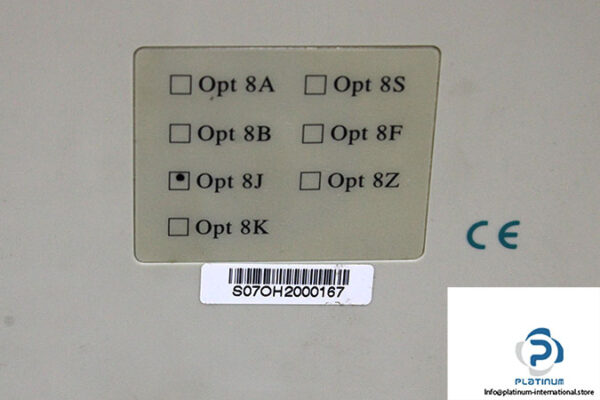 Opt 8A
Opt 8S
Opt 8B
Opt 8F
Opt 8J
Opt 8Z
Opt 8K
CE
S07OH2000167
PLATINUM
Info@platinum-international.store